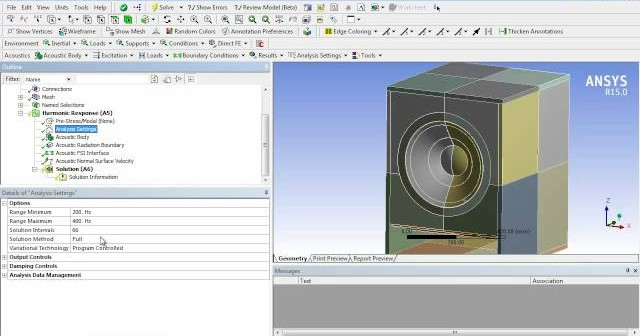 File Edit View Units Tools Help Solve ?/ Show Errors Review Model (Beta) Worksheet
Show Vertices Wireframe Show Mesh Random Colors Annotation Preferences Edge Coloring Thicken Annotations
Environment Inertial Loads Supports Conditions Direct FE
Acoustics Acoustic Body Excitation Loads Boundary Conditions Results Analysis Settings Tools
Outline
Filter: Name
Connections
Mesh
Named Selections
Harmonic Response (A5)
Pre-Stress/Modal (None)
Analysis Settings
Acoustic Body
Acoustic Radiation Boundary
Acoustic FSI Interface
Acoustic Normal Surface Velocity
Solution (A6)
Solution Information
Details of "Analysis Settings"
Options
Range Minimum 200. Hz
Range Maximum 400. Hz
Solution Intervals
Solution Method Full
Variational Technology Program Controlled
Output Controls
Damping Controls
Analysis Data Management
ANSYS
R15.0
Z
X
Geometry Print Preview Report Preview
Messages
Text Association